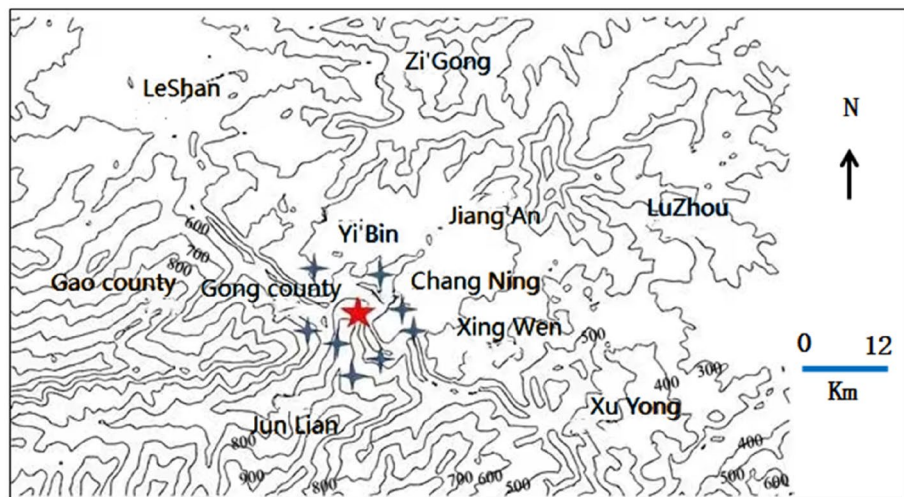 Zi'Gong
LeShan
N
Jiang An
LuZhou
Yi'Bin
600
700
800
Gao county
Gong county
Chang Ning
Xing Wen
500
0 12
Km
300
400
Xu Yong
Jun Lian
800
400
900
800
700 600
500
500
600